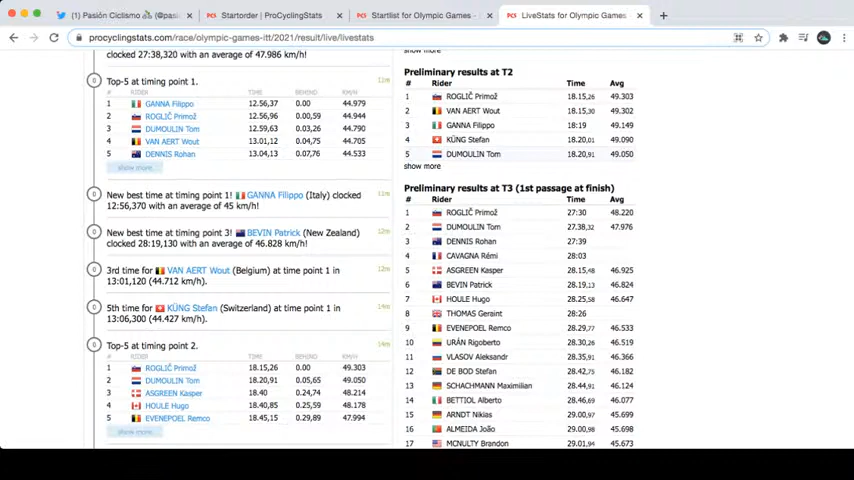 (1) Pasión Ciclismo (@pasi
Startorder | ProCyclingStats
Startlist for Olympic Games -
LiveStats for Olympic Games
procyclingstats.com/race/olympic-games-itt/2021/result/live/livestats
clocked 27:38,320 with an average of 47.986 km/h!
0 Top-5 at timing point 1. 11m
# RIDER TIME BEHIND KM/H
1 GANNA Filippo 12.56,37 0.00 44.979
2 ROGLIČ Primož 12.56,96 0.00,59 44.944
3 DUMOULIN Tom 12.59,63 0.03,26 44.790
4 VAN AERT Wout 13.01,12 0.04,75 44.705
5 DENNIS Rohan 13.04,13 0.07,76 44.533
show more
0 New best time at timing point 1! GANNA Filippo (Italy) clocked 11m
12:56,370 with an average of 45 km/h!
0 New best time at timing point 3! BEVIN Patrick (New Zealand) 12m
clocked 28:19,130 with an average of 46.828 km/h!
0 3rd time for VAN AERT Wout (Belgium) at time point 1 in 12m
13:01,120 (44.712 km/h).
0 5th time for KÜNG Stefan (Switzerland) at time point 1 in 14m
13:06,300 (44.427 km/h).
0 Top-5 at timing point 2. 14m
# RIDER TIME BEHIND KM/H
1 ROGLIČ Primož 18.15,26 0.00 49.303
2 DUMOULIN Tom 18.20,91 0.05,65 49.050
3 ASGREEN Kasper 18.40 0.24,74 48.214
4 HOULE Hugo 18.40,85 0.25,59 48.178
5 EVENEPOEL Remco 18.45,15 0.29,89 47.994
show more
show more
Preliminary results at T2
# Rider Time Avg
1 ROGLIČ Primož 18.15,26 49.303
2 VAN AERT Wout 18.15,30 49.302
3 GANNA Filippo 18:19 49.149
4 KÜNG Stefan 18.20,01 49.090
5 DUMOULIN Tom 18.20,91 49.050
show more
Preliminary results at T3 (1st passage at finish)
# Rider Time Avg
1 ROGLIČ Primož 27:30 48.220
2 DUMOULIN Tom 27.38,32 47.976
3 DENNIS Rohan 27:39
4 CAVAGNA Rémi 28:03
5 ASGREEN Kasper 28.15,48 46.925
6 BEVIN Patrick 28.19,13 46.824
7 HOULE Hugo 28.25,58 46.647
8 THOMAS Geraint 28:26
9 EVENEPOEL Remco 28.29,77 46.533
10 URÁN Rigoberto 28.30,26 46.519
11 VLASOV Aleksandr 28.35,91 46.366
12 DE BOD Stefan 28.42,75 46.182
13 SCHACHMANN Maximilian 28.44,91 46.124
14 BETTIOL Alberto 28.46,69 46.077
15 ARNDT Nikias 29.01,00 45.699
16 ALMEIDA João 29.00,98 45.698
17 MCNULTY Brandon 29.01,94 45.673